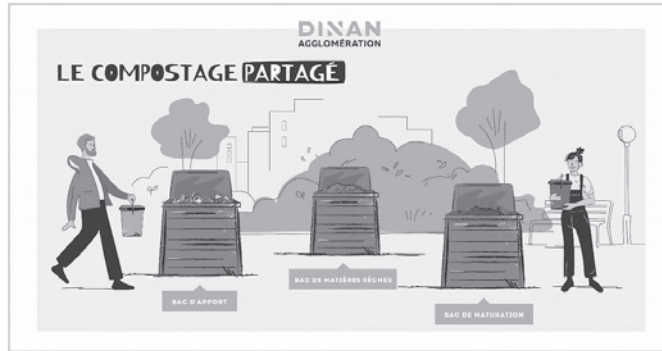 DINAN
AGGLOMÉRATION
LE COMPOSTAGE PARTAGÉ
BAC D'APPORT
BAC DE MATIÈRES SÈCHES
BAC DE MATURATION